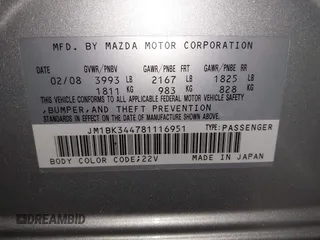 MFD. BY MAZDA MOTOR CORPORATION
GVWR/PNBV GAWR/PNBE FRT GAWR/PNBE RR
02/08 3993 LB 2167 LB 1825 LB
1811 KG 983 KG 828 KG
THIS VEHICLE CONFORMS TO ALL APPLICABLE FEDERAL MOTOR VEHICLE SAFETY
, BUMPER, AND THEFT PREVENTION
STANDARDS IN EFFECT ON THE DATE OF MANUFACTURE SHOWN ABOVE.
JM1BK344781116951 TYPE:PASSENGER
BODY COLOR CODE:22V MADE IN JAPAN
DREAMBID